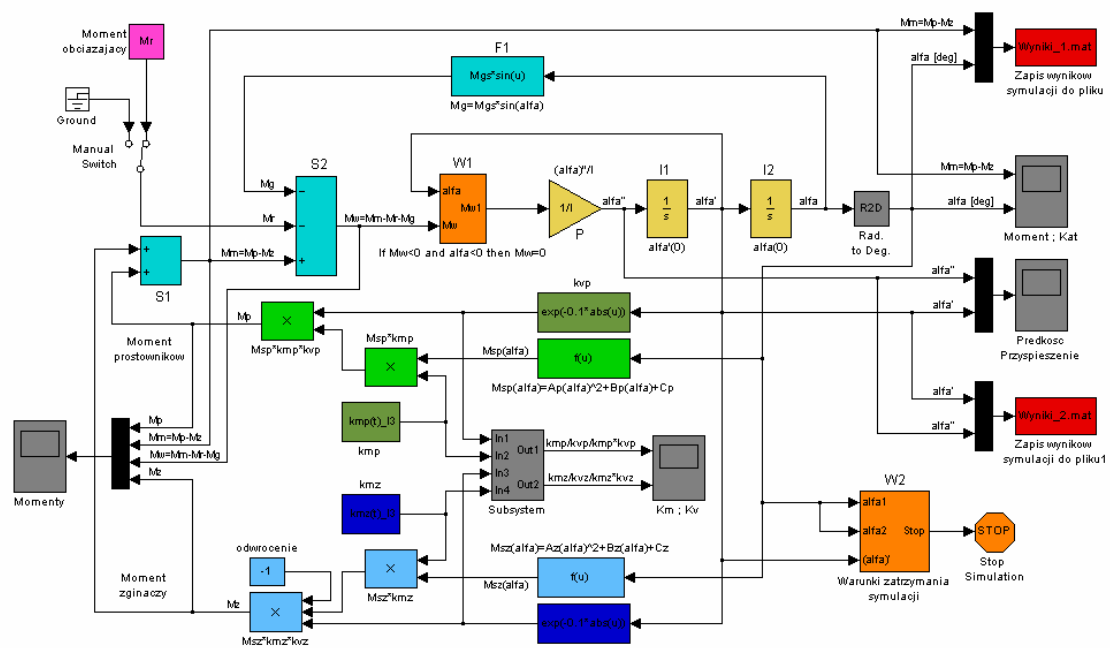 Moment
obciazajacy
Mr
Ground
Manual
Switch
F1
Mgs*sin(u)
Mg=Mgs*sin(alfa)
Mm=Mp-Mz
alfa [deg]
Wyniki_1.mat
Zapis wynikow
symulacji do pliku
S2
Mg
Mr
Mm=Mp-Mz
Mw=Mm-Mr-Mg
S1
W1
alfa
Mw
Mw1
If Mw<0 and alfa<0 then Mw=0
(alfa)''/I
1/I
P
alfa''
I1
1
s
alfa'(0)
alfa'
I2
1
s
alfa(0)
alfa
R2D
Rad.
to Deg.
Mm=Mp-Mz
alfa [deg]
Moment ; Kat
alfa''
alfa'
Predkosc
Przyspieszenie
alfa'
alfa''
Wyniki_2.mat
Zapis wynikow
symulacji do pliku1
kvp
exp(-0.1*abs(u))
Mp
Msp*kmp*kvp
Moment
prostownikow
Msp*kmp
Msp(alfa)
f(u)
Msp(alfa)=Ap(alfa)^2+Bp(alfa)+Cp
kmp(t)_l3
kmp
In1
In2
In3
In4
Out1
Out2
Subsystem
kmp/kvp/kmp*kvp
kmz/kvz/kmz*kvz
Km ; Kv
kmz
kmz(t)_l3
Momenty
Mp
Mm=Mp-Mz
Mw=Mm-Mr-Mg
Mz
W2
alfa1
alfa2
(alfa)'
Stop
Warunki zatrzymania
symulacji
STOP
Stop
Simulation
odwrocenie
-1
Moment
zginaczy
Mz
Msz*kmz
Msz*kmz*kvz
Msz(alfa)=Az(alfa)^2+Bz(alfa)+Cz
Msz(alfa)
f(u)
exp(-0.1*abs(u))